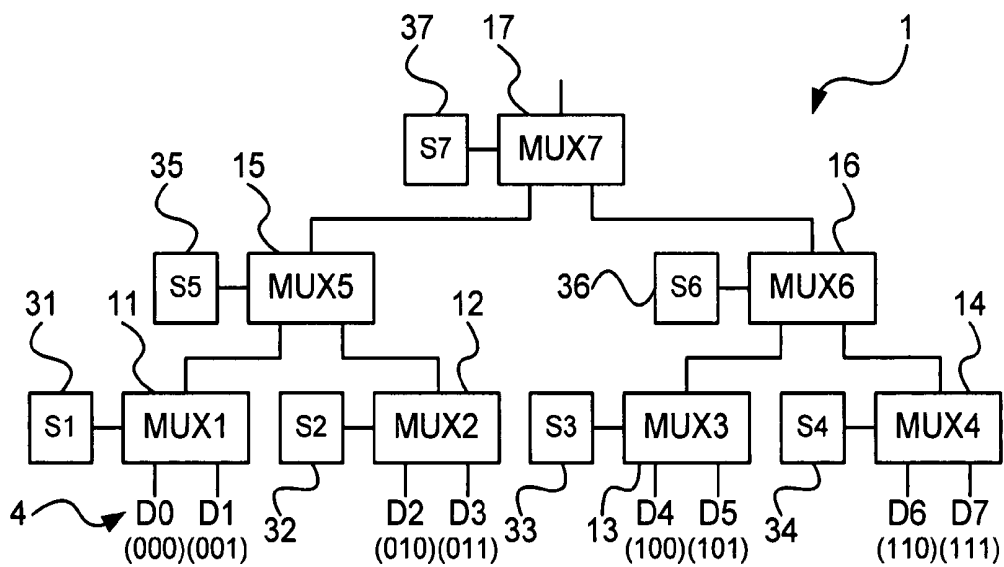 37 17 1
S7 MUX7
35 15 16
S5 MUX5 36 S6 MUX6
31 11 12 14
S1 MUX1 S2 MUX2 S3 MUX3 S4 MUX4
4 D0 D1 32 D2 D3 33 13 D4 D5 34 D6 D7
(000)(001) (010)(011) (100)(101) (110)(111)